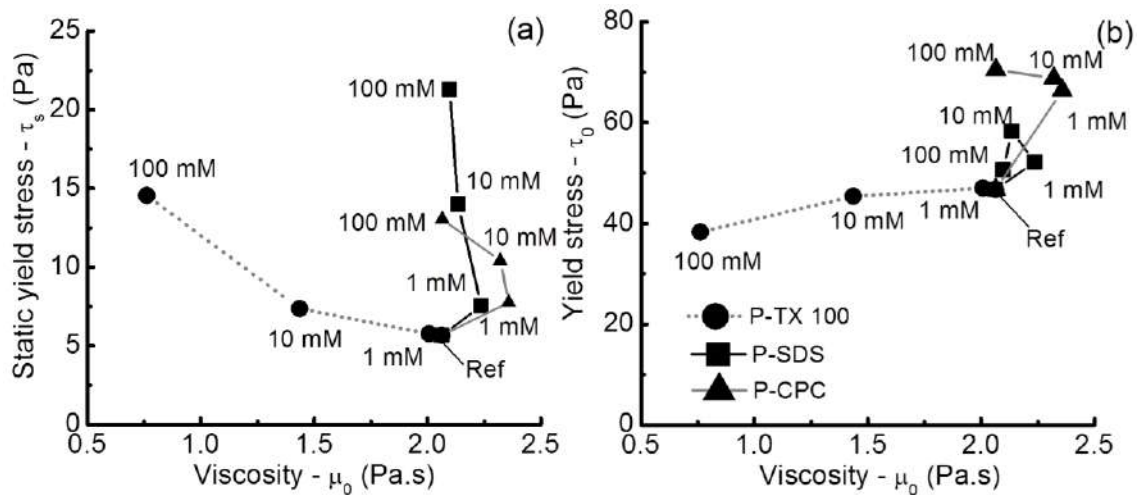 (a)
Static yield stress - τs (Pa)
25
20
15
10
5
0
100 mM
100 mM
10 mM
100 mM
10 mM
1 mM
10 mM
1 mM
1 mM
Ref
0.5 1.0 1.5 2.0 2.5
Viscosity - μ0 (Pa.s)
(b)
Yield stress - τ0 (Pa)
80
60
40
20
0
100 mM
10 mM
10 mM
1 mM
100 mM
1 mM
1 mM
10 mM
Ref
100 mM
P-TX 100
P-SDS
P-CPC
0.5 1.0 1.5 2.0 2.5
Viscosity - μ0 (Pa.s)